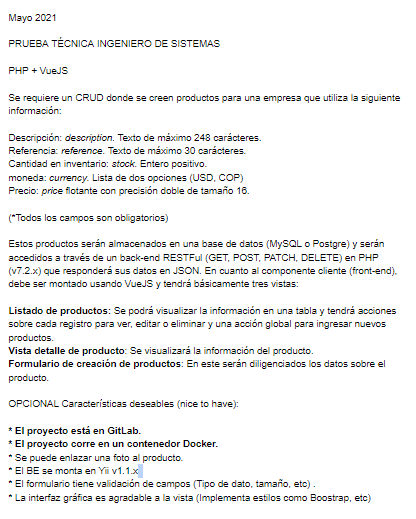 Mayo 2021
PRUEBA TÉCNICA INGENIERO DE SISTEMAS
PHP + VueJS
Se requiere un CRUD donde se creen productos para una empresa que utiliza la siguiente
información:
Descripción: description. Texto de máximo 248 carácteres.
Referencia: reference. Texto de máximo 30 carácteres.
Cantidad en inventario: stock. Entero positivo.
moneda: currency. Lista de dos opciones (USD, COP)
Precio: price flotante con precisión doble de tamaño 16.
(*Todos los campos son obligatorios)
Estos productos serán almacenados en una base de datos (MySQL o Postgre) y serán
accedidos a través de un back-end RESTFul (GET, POST, PATCH, DELETE) en PHP
(v7.2.x) que responderá sus datos en JSON. En cuanto al componente cliente (front-end),
debe ser montado usando VueJS y tendrá básicamente tres vistas:
Listado de productos: Se podrá visualizar la información en una tabla y tendrá acciones
sobre cada registro para ver, editar o eliminar y una acción global para ingresar nuevos
productos.
Vista detalle de producto: Se visualizará la información del producto.
Formulario de creación de productos: En este serán diligenciados los datos sobre el
producto.
OPCIONAL Características deseables (nice to have):
* El proyecto está en GitLab.
* El proyecto corre en un contenedor Docker.
* Se puede enlazar una foto al producto.
* El BE se monta en Yii v1.1.x
* El formulario tiene validación de campos (Tipo de dato, tamaño, etc) .
* La interfaz gráfica es agradable a la vista (Implementa estilos como Boostrap, etc)